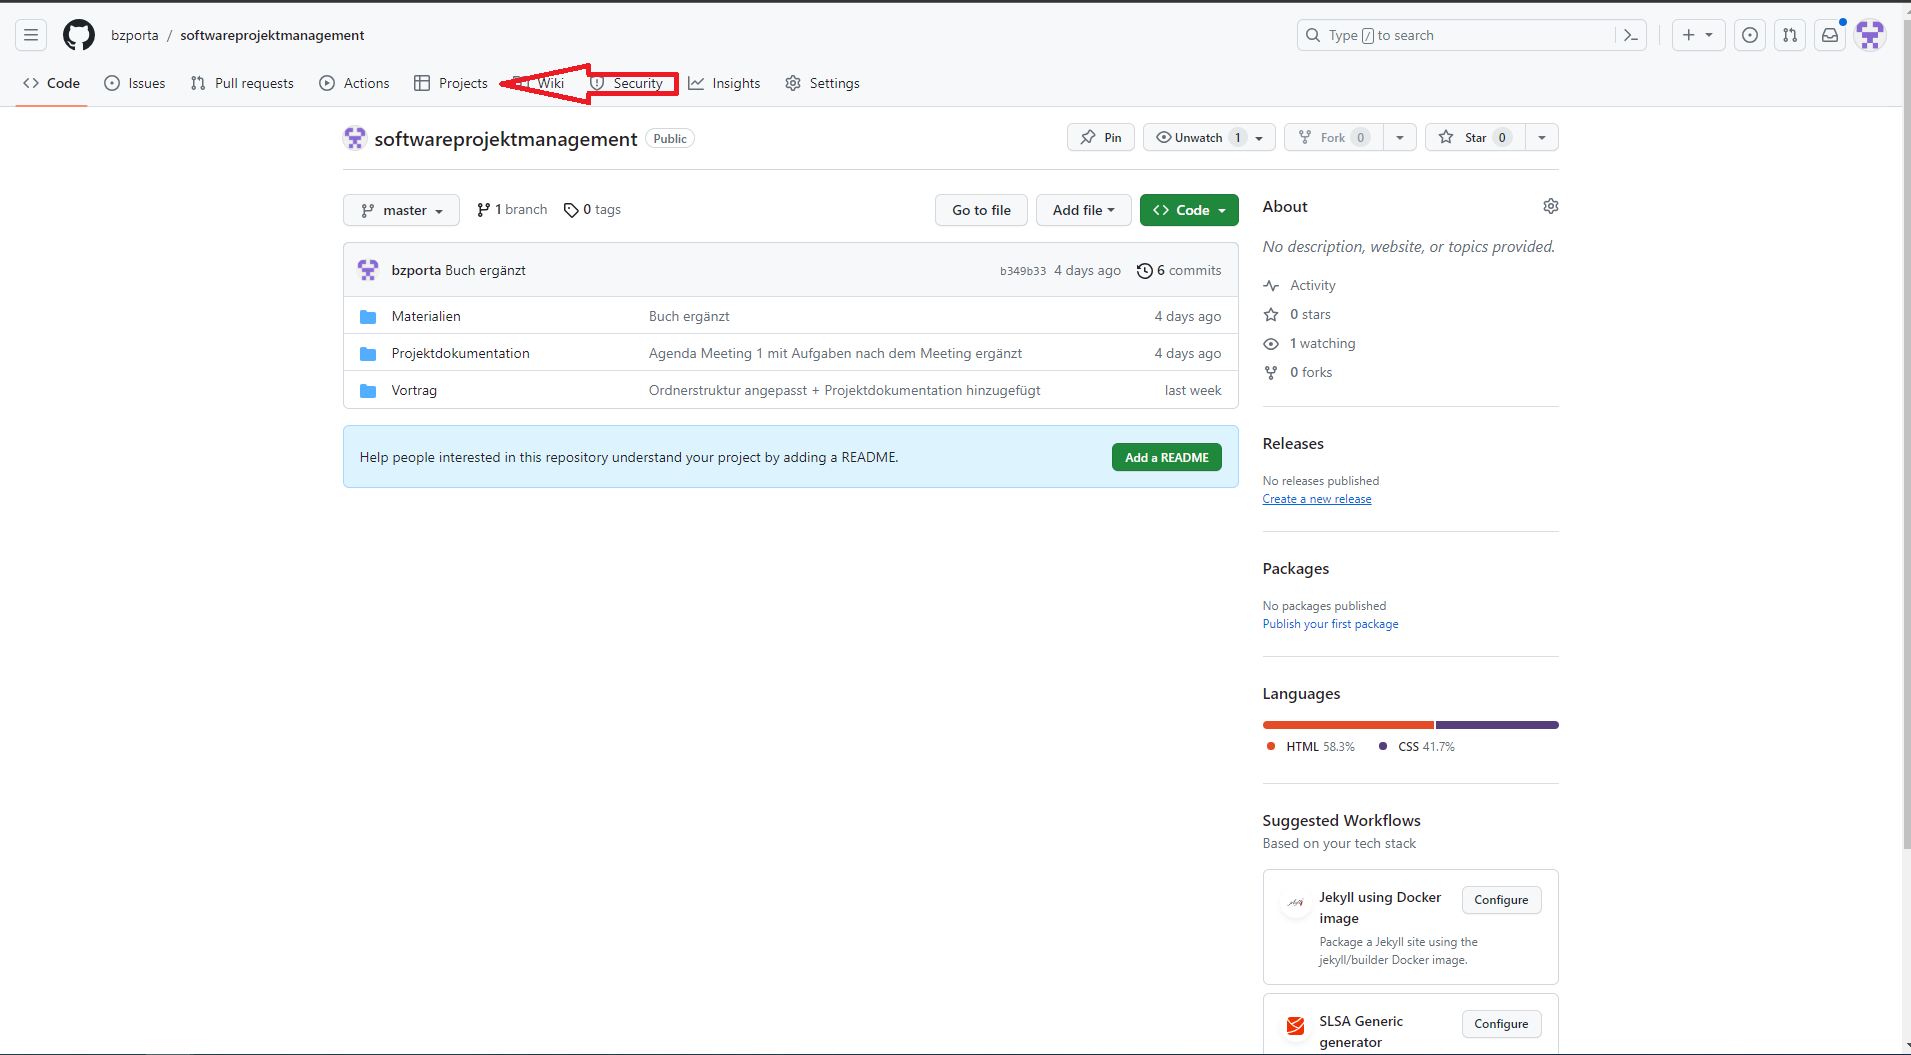 bzporta / softwareprojektmanagement
Type / to search
Code Issues Pull requests Actions Projects Wiki Security Insights Settings
softwareprojektmanagement Public
Pin Unwatch 1 Fork 0 Star 0
master 1 branch 0 tags Go to file Add file Code
bzporta Buch ergänzt b349b33 4 days ago 6 commits
Materialien Buch ergänzt 4 days ago
Projektdokumentation Agenda Meeting 1 mit Aufgaben nach dem Meeting ergänzt 4 days ago
Vortrag Ordnerstruktur angepasst + Projektdokumentation hinzugefügt last week
Help people interested in this repository understand your project by adding a README. Add a README
About
No description, website, or topics provided.
Activity
0 stars
1 watching
0 forks
Releases
No releases published
Create a new release
Packages
No packages published
Publish your first package
Languages
HTML 58.3% CSS 41.7%
Suggested Workflows
Based on your tech stack
Jekyll using Docker
image
Configure
Package a Jekyll site using the
jekyll/builder Docker image.
SLSA Generic
generator
Configure